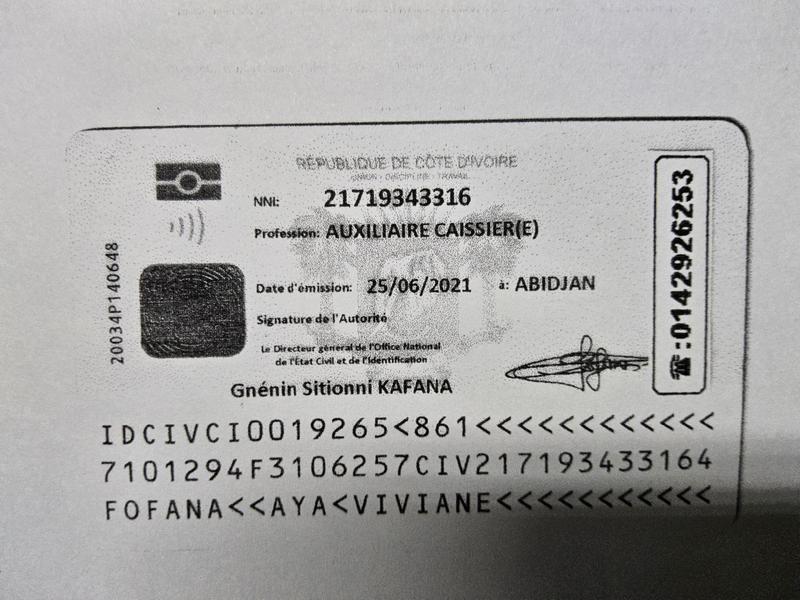 RÉPUBLIQUE DE CÔTE D'IVOIRE
UNION - DISCIPLINE - TRAVAIL
NNI: 21719343316
Profession: AUXILIAIRE CAISSIER(E)
Date d'émission: 25/06/2021 à: ABIDJAN
Signature de l'Autorité
Le Directeur général de l'Office National
de l'État Civil et de l'Identification
Gnénin Sitionni KAFANA
20034P140648
☎:0142926253
IDCIVCI0019265<861<<<<<<<<<<<<
7101294F3106257CIV217193433164
FOFANA<<AYA<VIVIANE<<<<<<<<<<<